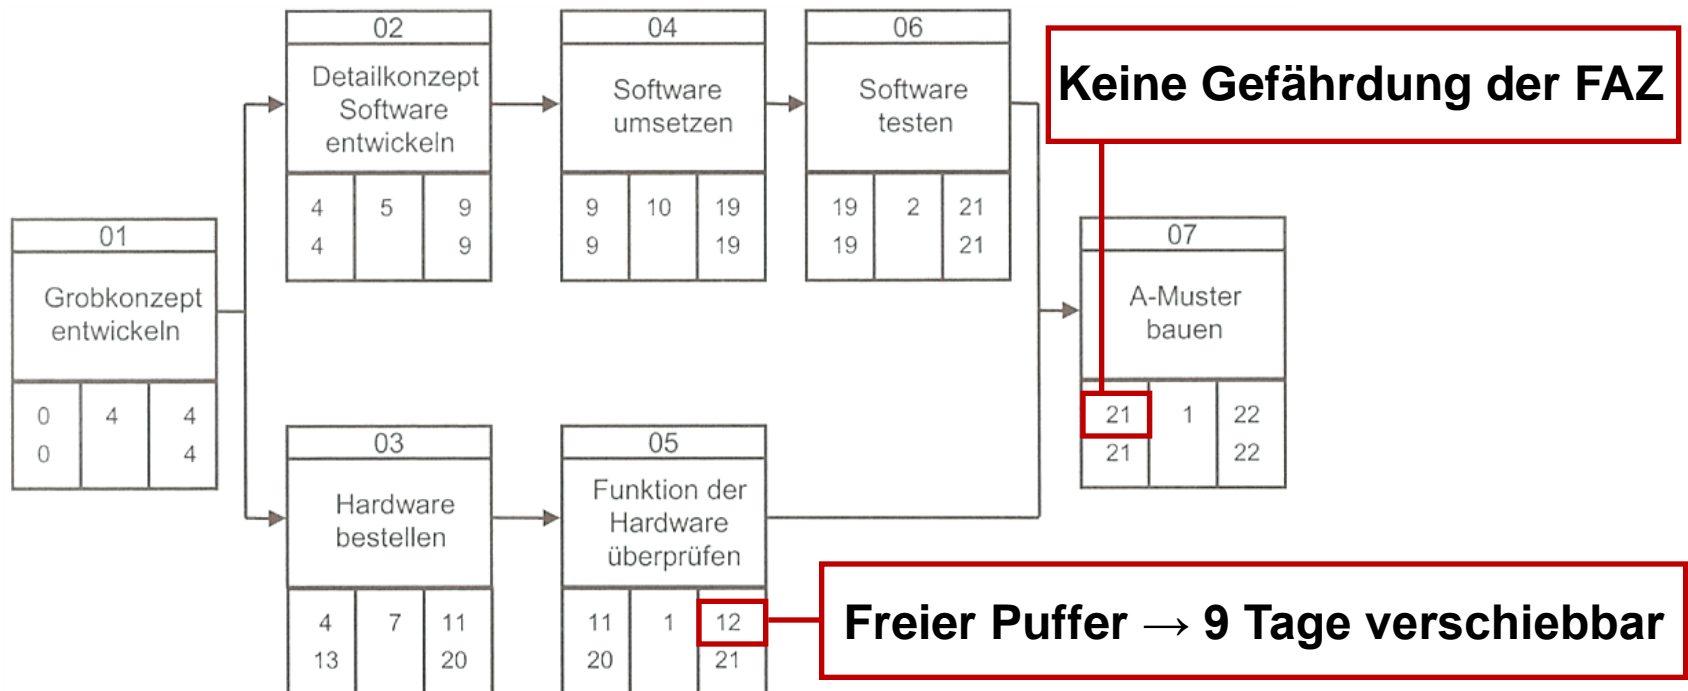 02
Detailkonzept
Software
entwickeln
4 5 9
4 9
04
Software
umsetzen
9 10 19
9 19
06
Software
testen
19 2 21
19 21
Keine Gefährdung der FAZ
01
Grobkonzept
entwickeln
0 4 4
0 4
07
A-Muster
bauen
21 1 22
21 22
03
Hardware
bestellen
4 7 11
13 20
05
Funktion der
Hardware
überprüfen
11 1 12
20 21
Freier Puffer → 9 Tage verschiebbar